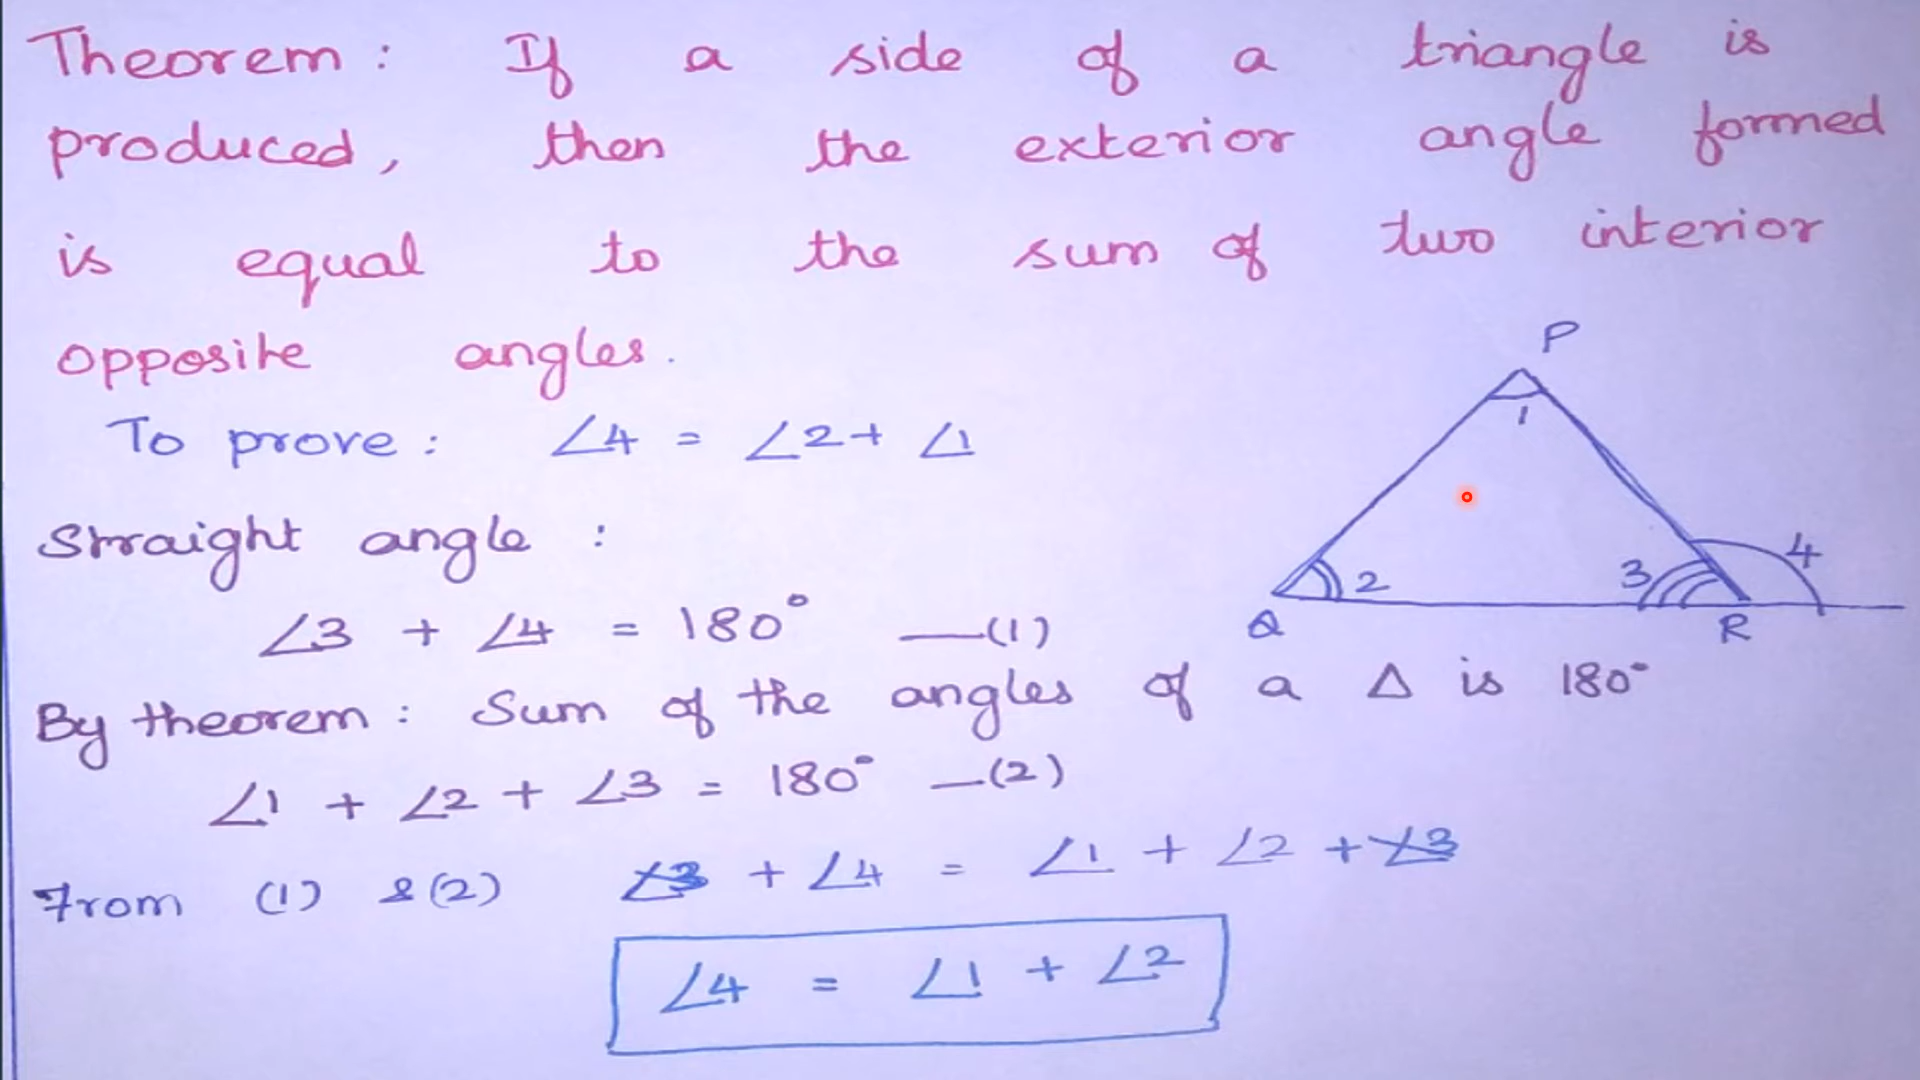 Theorem : If a side of a triangle is
produced, then the exterior angle formed
is equal to the sum of two interior
opposite angles.
P
To prove : ∠4 = ∠2 + ∠1
1
Straight angle :
4
3
2
∠3 + ∠4 = 180° —(1)
Q
R
By theorem : Sum of the angles of a Δ is 180°
∠1 + ∠2 + ∠3 = 180° —(2)
From (1) & (2) ∠3 + ∠4 = ∠1 + ∠2 + ∠3
∠4 = ∠1 + ∠2